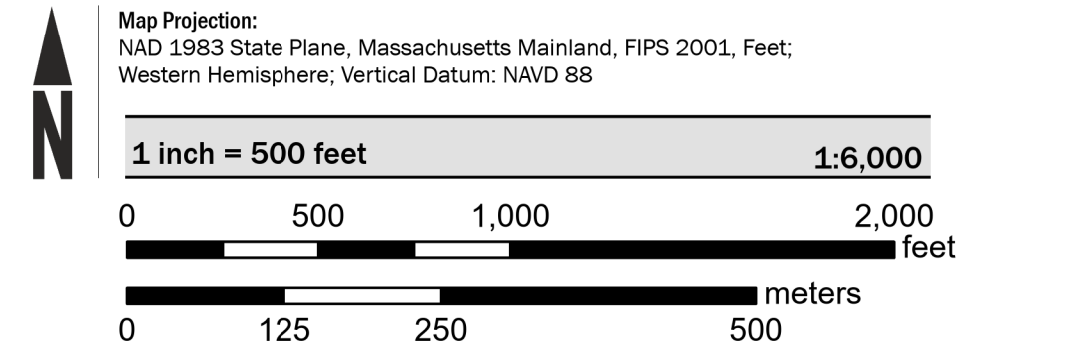 Map Projection:
NAD 1983 State Plane, Massachusetts Mainland, FIPS 2001, Feet;
Western Hemisphere; Vertical Datum: NAVD 88
N
1 inch = 500 feet 1:6,000
0 500 1,000 2,000
feet
meters
0 125 250 500